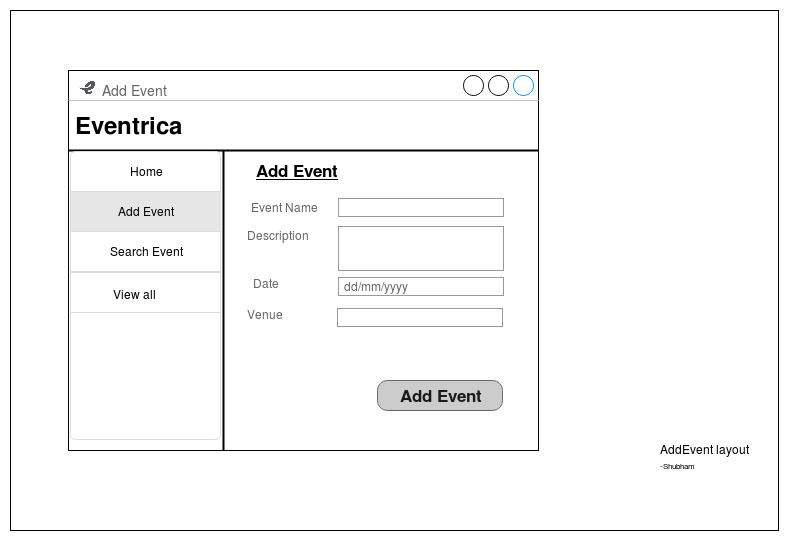 Add Event
Eventrica
Home
Add Event
Search Event
View all
Add Event
Event Name
Description
Date
dd/mm/yyyy
Venue
Add Event
AddEvent layout
-Shubham